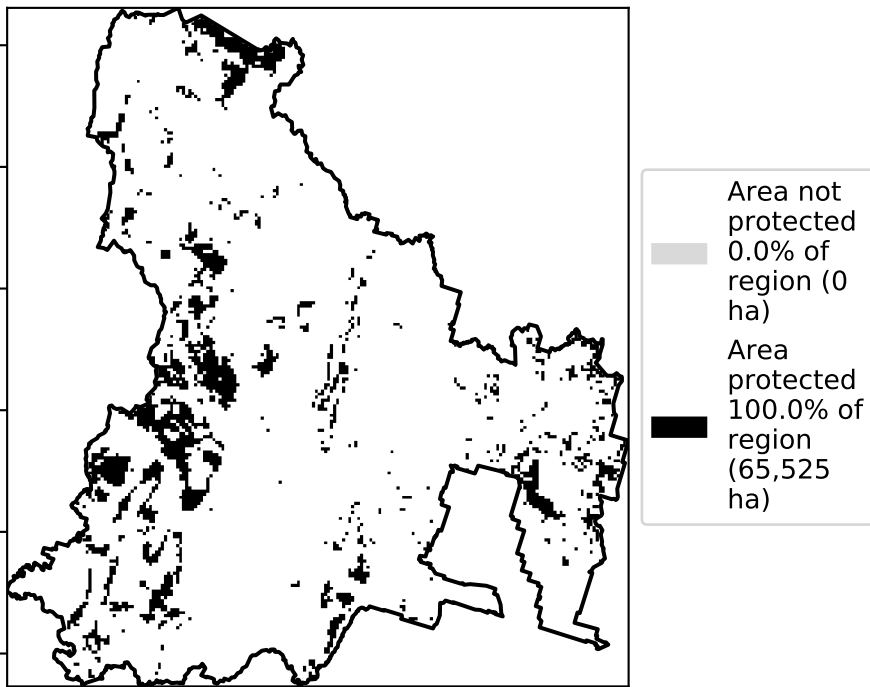 Area not
protected
0.0% of
region (0
ha)
Area
protected
100.0% of
region
(65,525
ha)